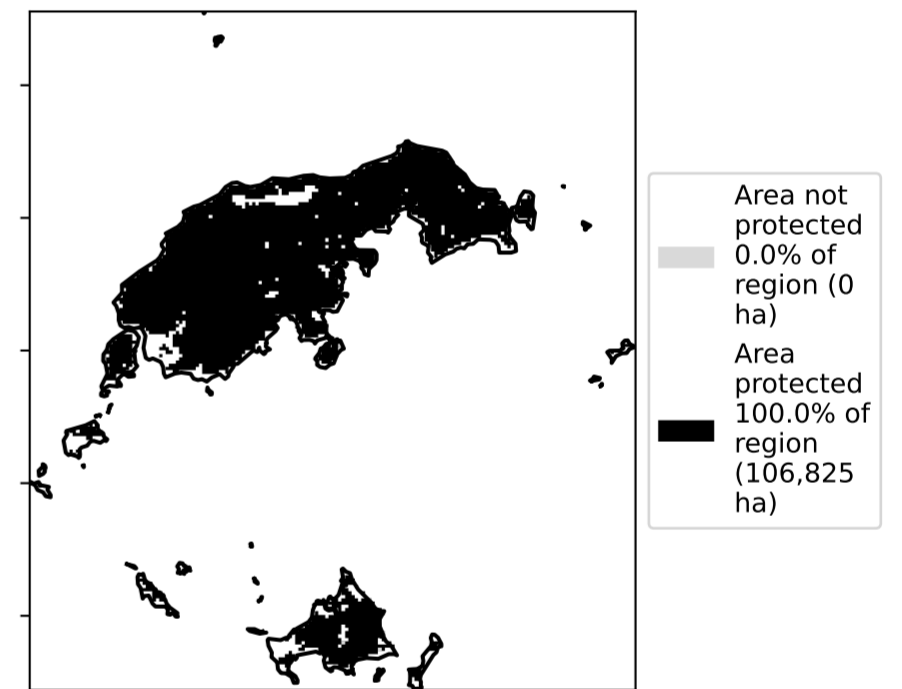 Area not
protected
0.0% of
region (0
ha)
Area
protected
100.0% of
region
(106,825
ha)